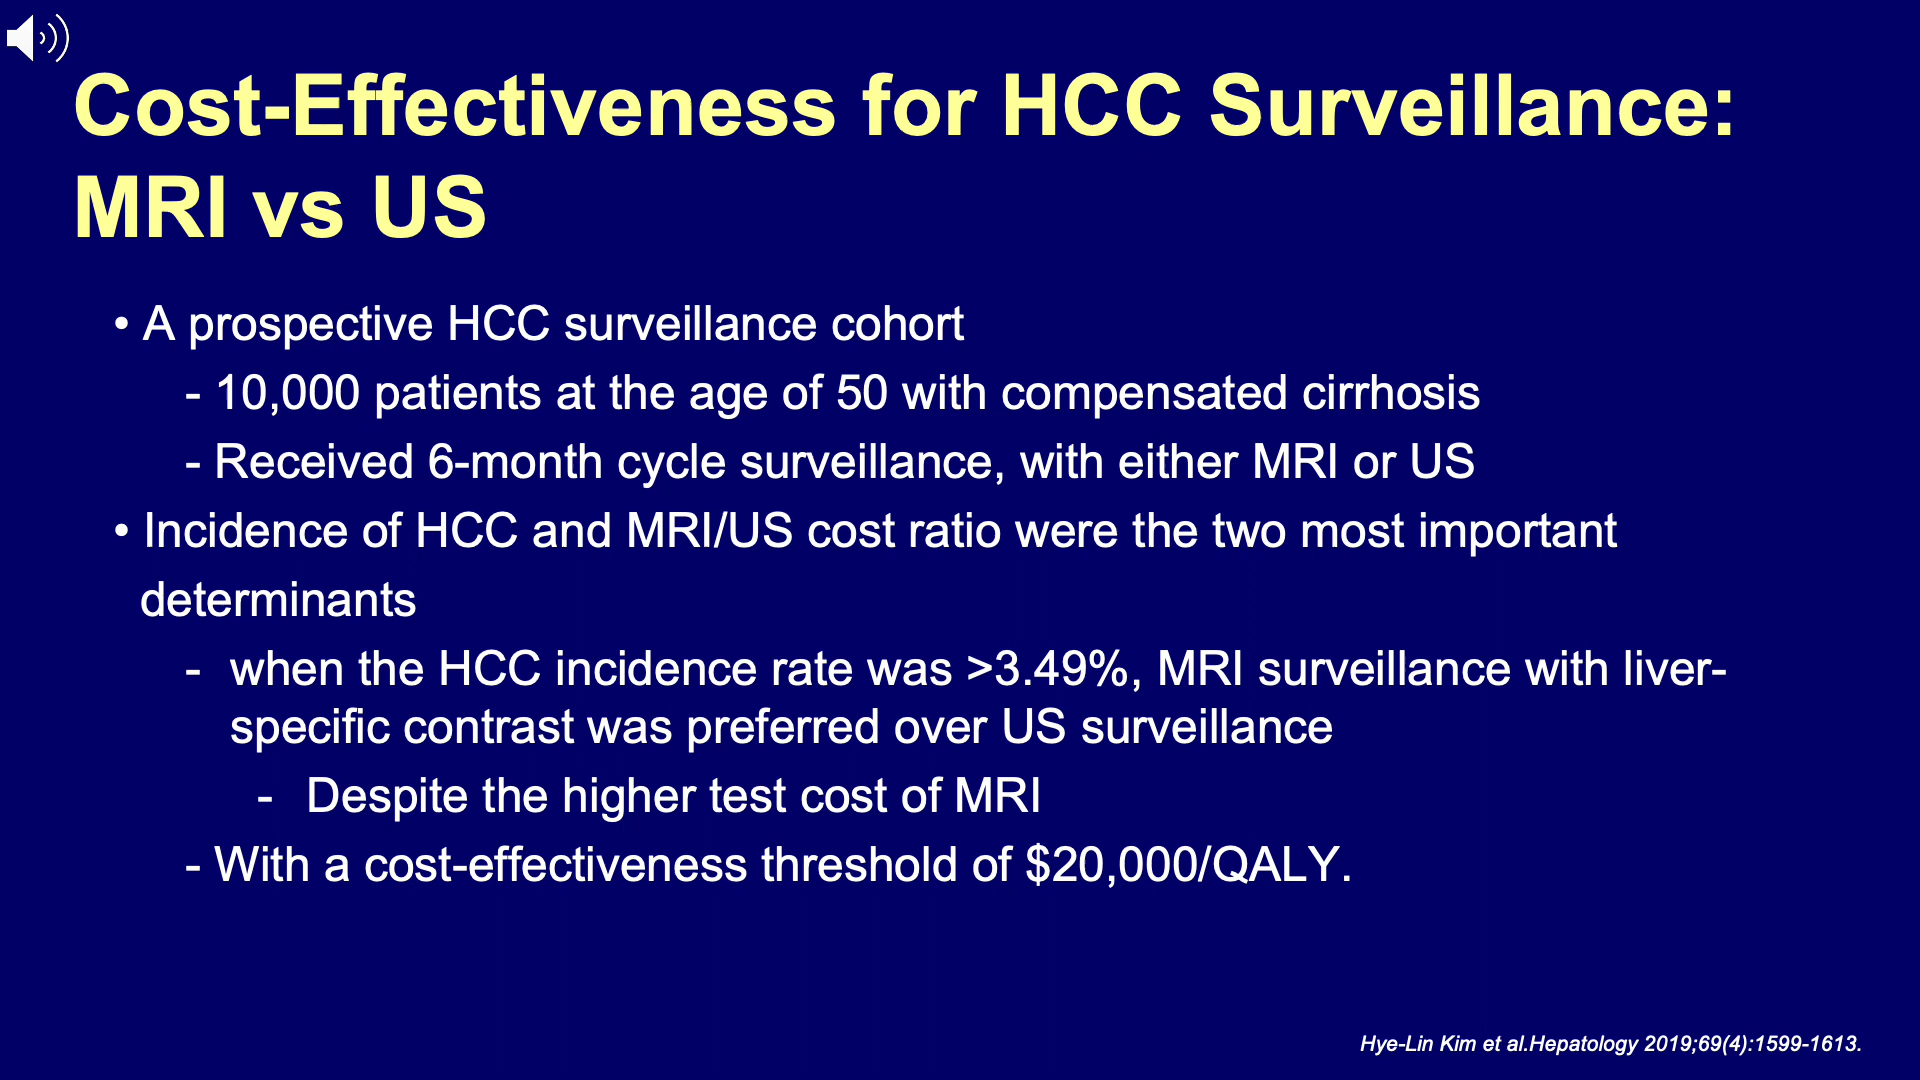 Cost-Effectiveness for HCC Surveillance:
MRI vs US
• A prospective HCC surveillance cohort
- 10,000 patients at the age of 50 with compensated cirrhosis
- Received 6-month cycle surveillance, with either MRI or US
• Incidence of HCC and MRI/US cost ratio were the two most important
determinants
- when the HCC incidence rate was >3.49%, MRI surveillance with liver-
specific contrast was preferred over US surveillance
- Despite the higher test cost of MRI
- With a cost-effectiveness threshold of $20,000/QALY.
Hye-Lin Kim et al.Hepatology 2019;69(4):1599-1613.